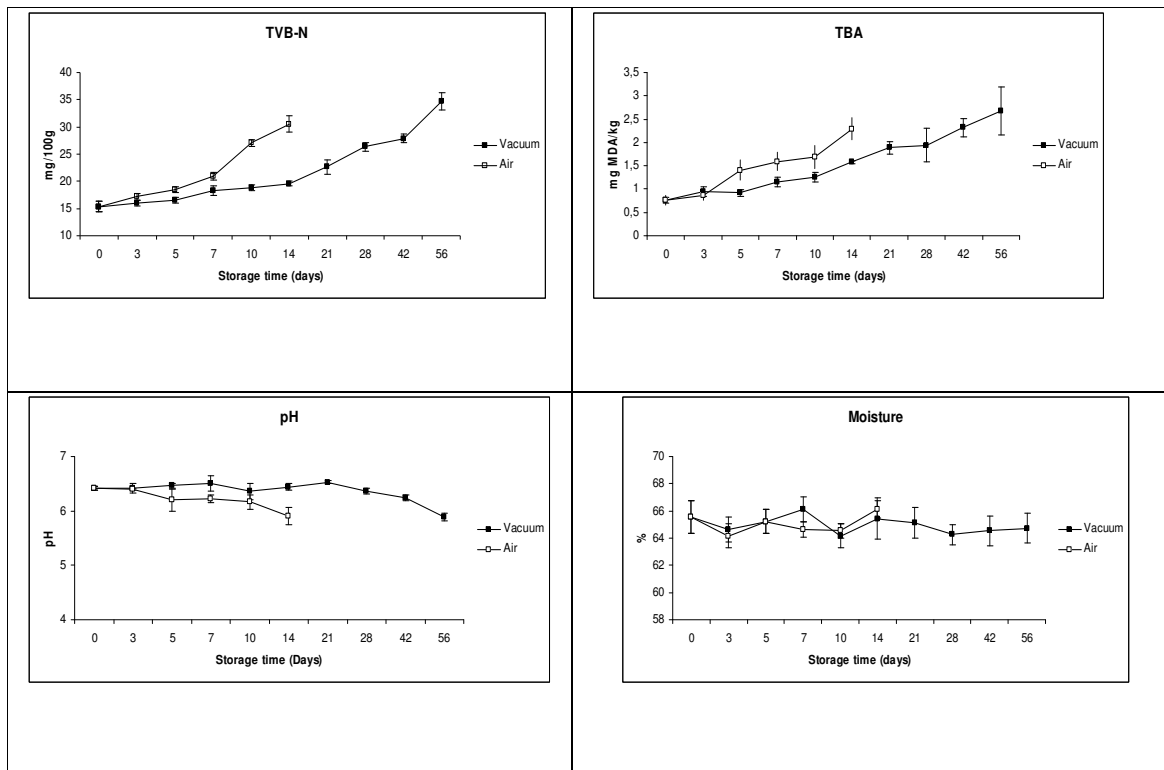 TVB-N
mg/100g
40
35
30
25
20
15
10
0 3 5 7 10 14 21 28 42 56
Storage time (days)
Vacuum
Air
TBA
mg MDA/kg
3,5
3
2,5
2
1,5
1
0,5
0
0 3 5 7 10 14 21 28 42 56
Storage time (days)
Vacuum
Air
pH
pH
7
6
5
4
0 3 5 7 10 14 21 28 42 56
Storage time (Days)
Vacuum
Air
Moisture
%
70
68
66
64
62
60
58
0 3 5 7 10 14 21 28 42 56
Storage time (days)
Vacuum
Air